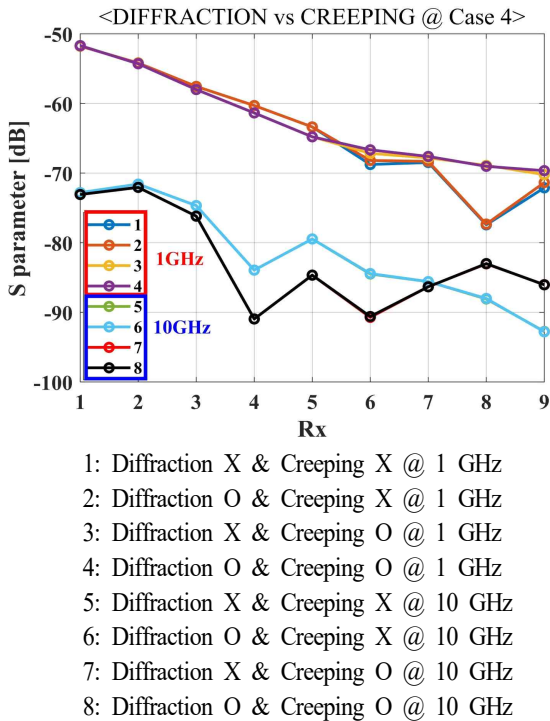 <DIFFRACTION vs CREEPING @ Case 4>
S parameter [dB]
-50
-60
-70
-80
-90
-100
1
2
3
4
1GHz
5
6
7
8
10GHz
1 2 3 4 5 6 7 8 9
Rx
1: Diffraction X & Creeping X @ 1 GHz
2: Diffraction O & Creeping X @ 1 GHz
3: Diffraction X & Creeping O @ 1 GHz
4: Diffraction O & Creeping O @ 1 GHz
5: Diffraction X & Creeping X @ 10 GHz
6: Diffraction O & Creeping X @ 10 GHz
7: Diffraction X & Creeping O @ 10 GHz
8: Diffraction O & Creeping O @ 10 GHz